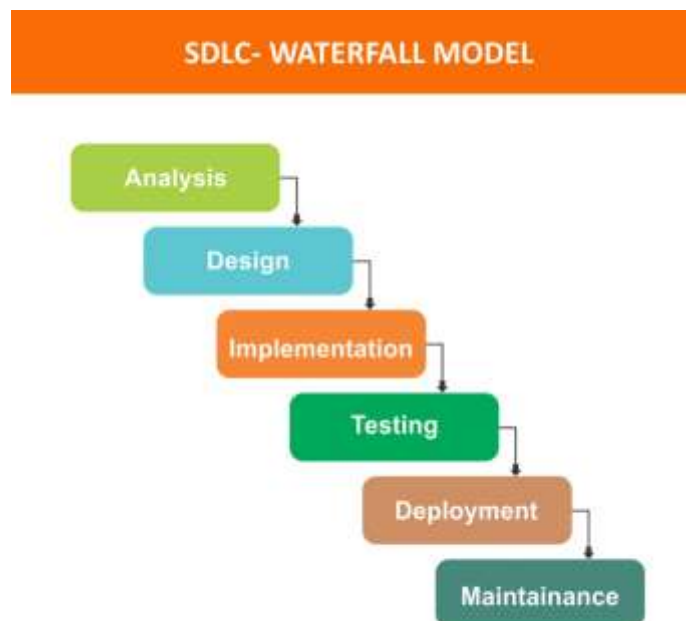 SDLC- WATERFALL MODEL
Analysis
Design
Implementation
Testing
Deployment
Maintainance